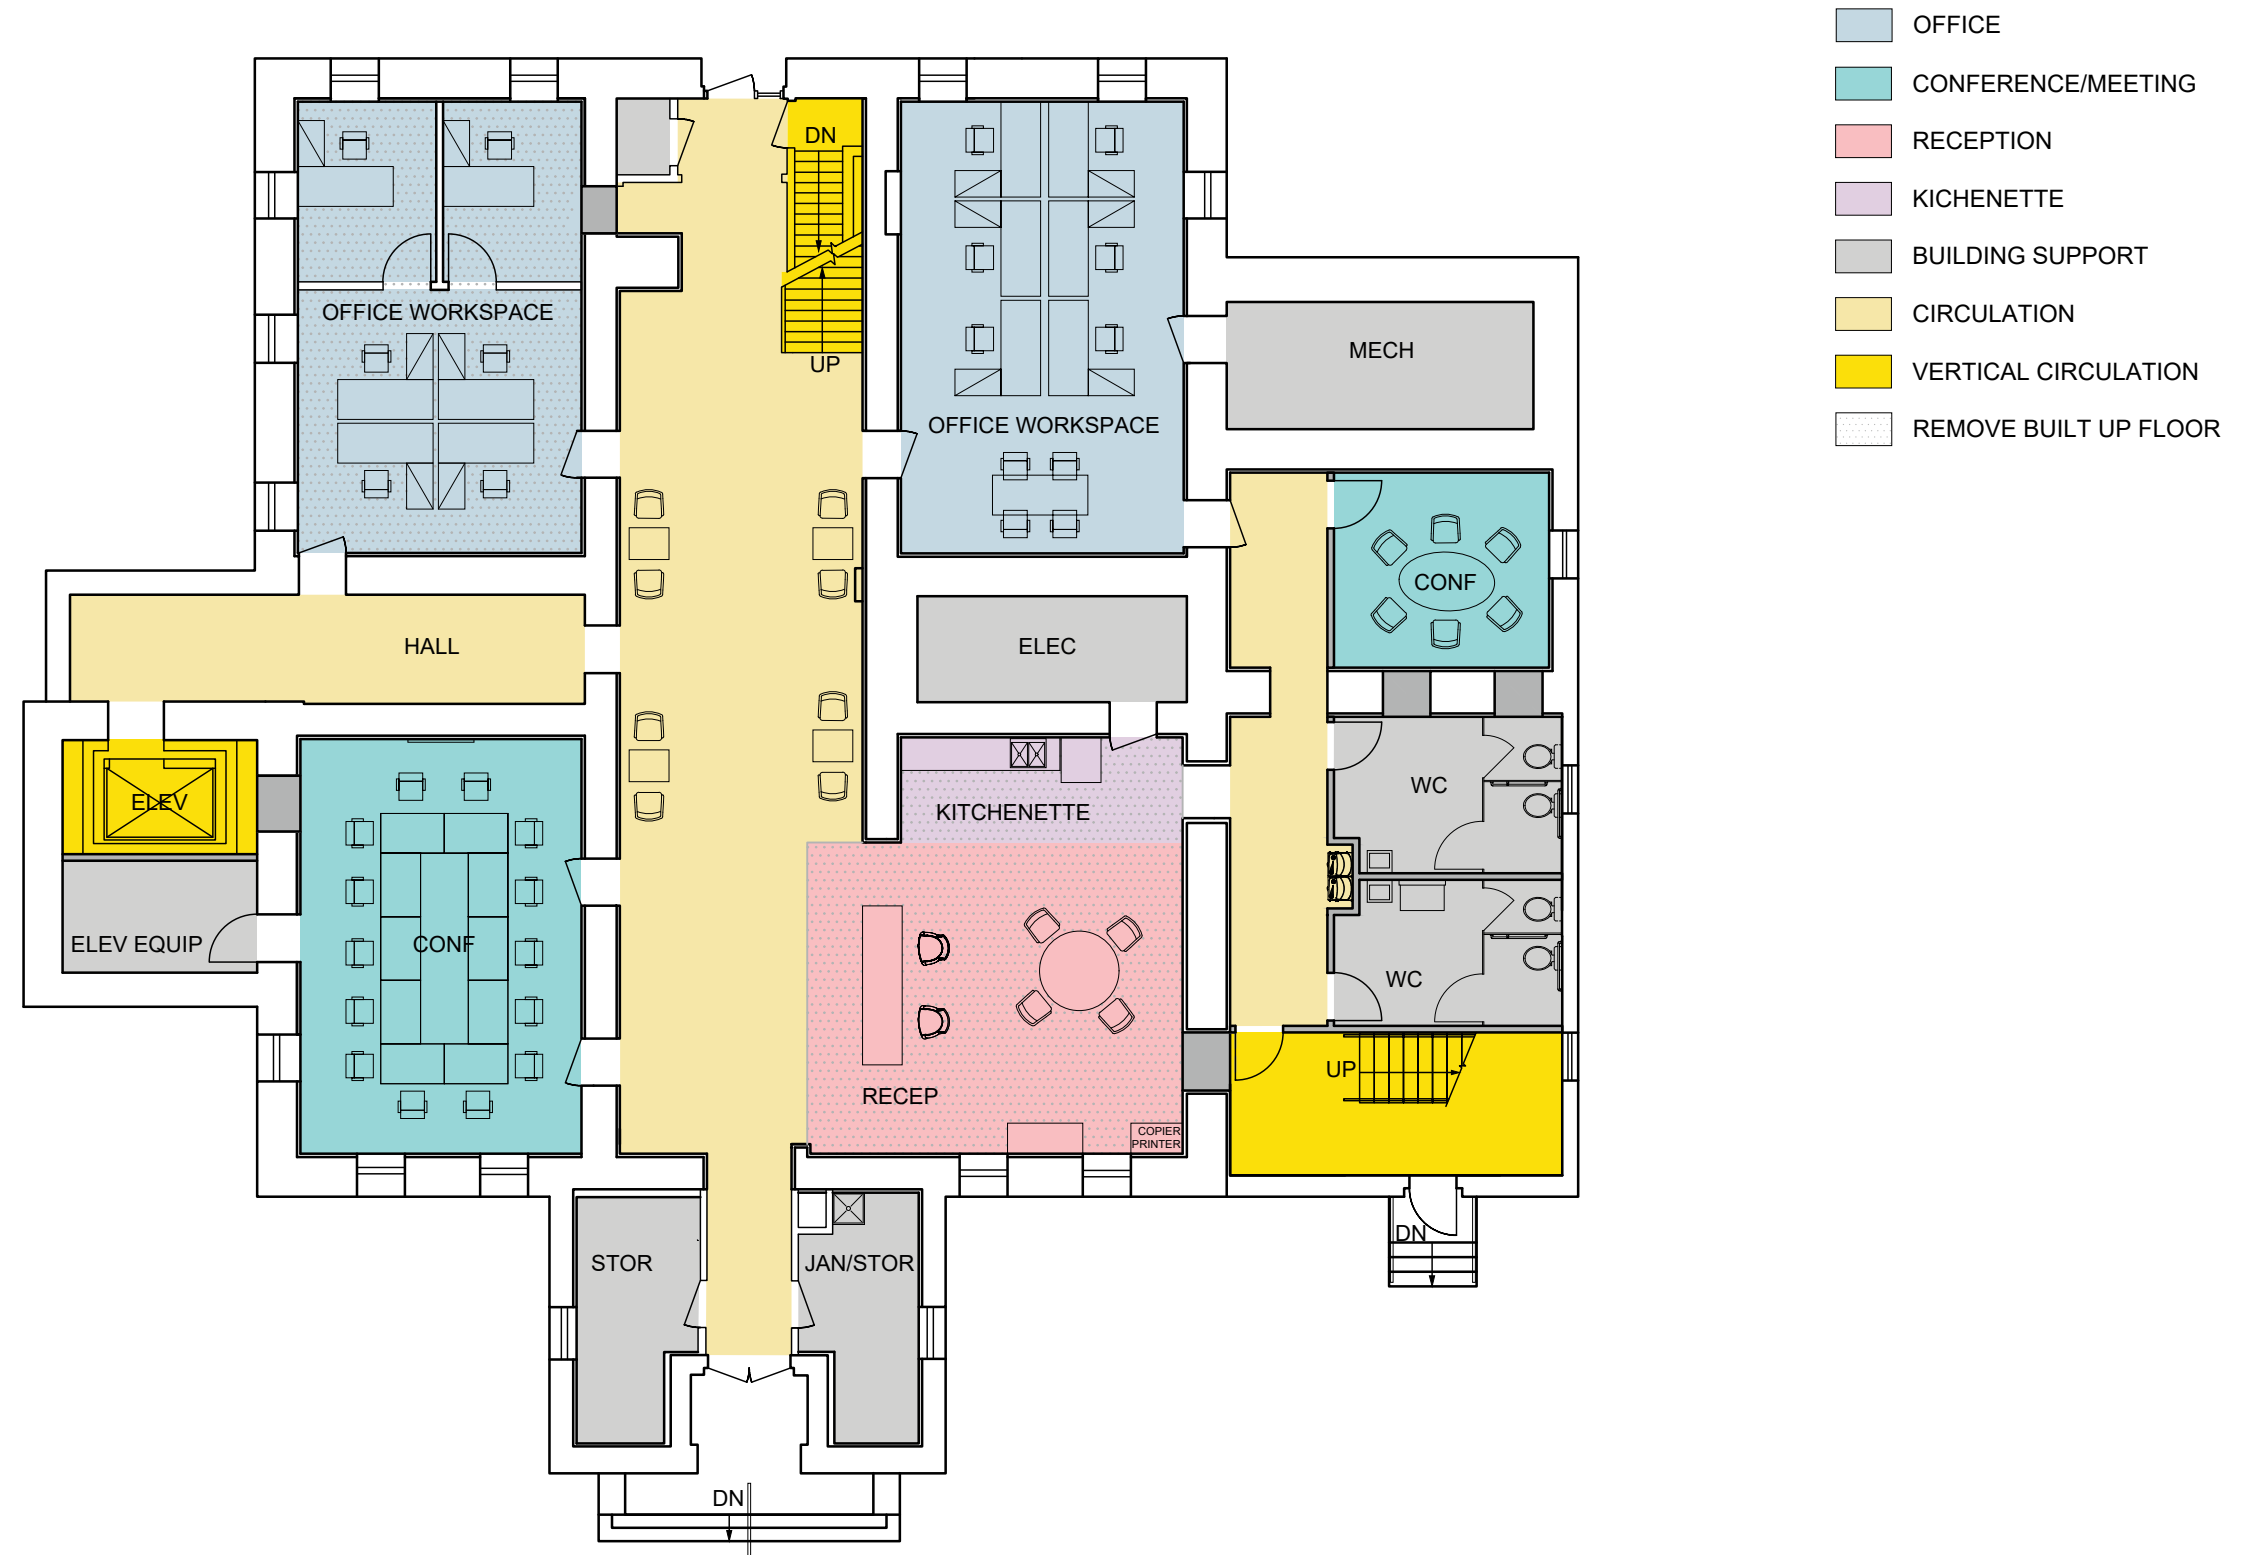 OFFICE
CONFERENCE/MEETING
RECEPTION
KICHENETTE
BUILDING SUPPORT
CIRCULATION
VERTICAL CIRCULATION
REMOVE BUILT UP FLOOR
DN
OFFICE WORKSPACE
UP
MECH
OFFICE WORKSPACE
CONF
HALL
ELEC
ELEV
KITCHENETTE
WC
ELEV EQUIP
CONF
WC
UP
RECEP
COPIER
PRINTER
DN
STOR
JAN/STOR
DN